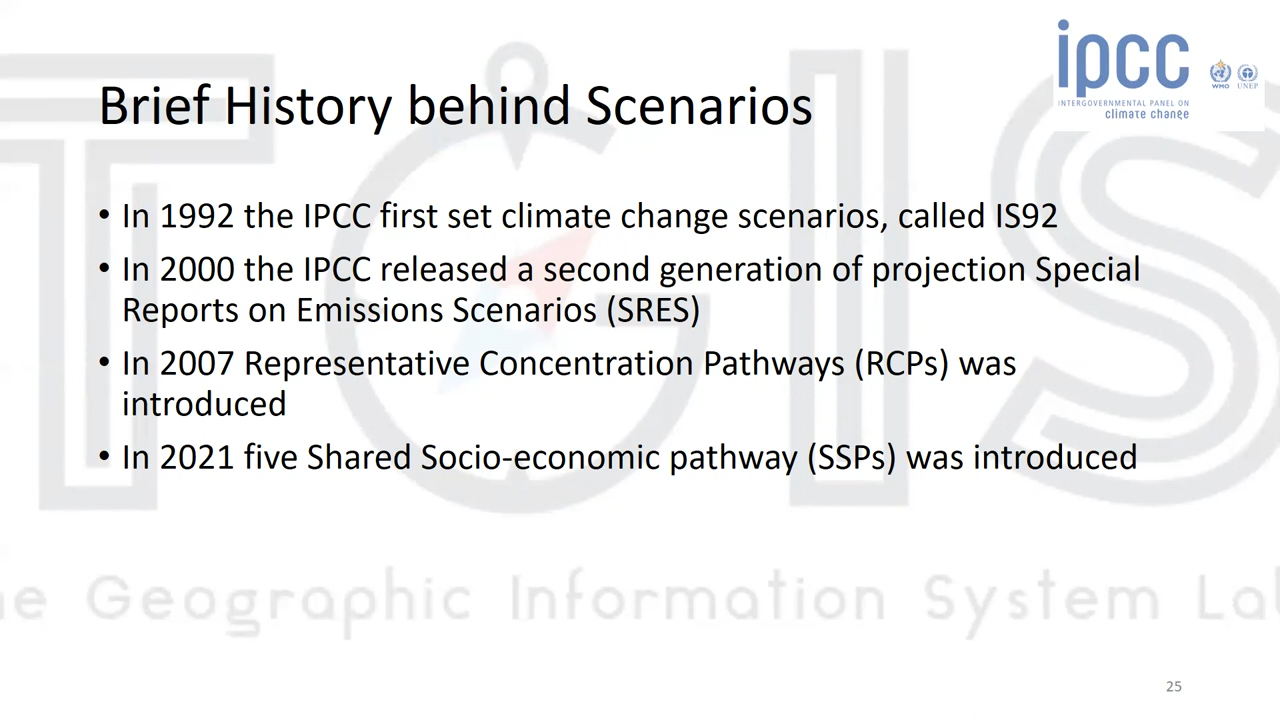 ipcc
WMO UNEP
INTERGOVERNMENTAL PANEL ON
climate change
Brief History behind Scenarios
• In 1992 the IPCC first set climate change scenarios, called IS92
• In 2000 the IPCC released a second generation of projection Special
Reports on Emissions Scenarios (SRES)
• In 2007 Representative Concentration Pathways (RCPs) was
introduced
• In 2021 five Shared Socio-economic pathway (SSPs) was introduced
TGIS
he Geographic Information System La
25